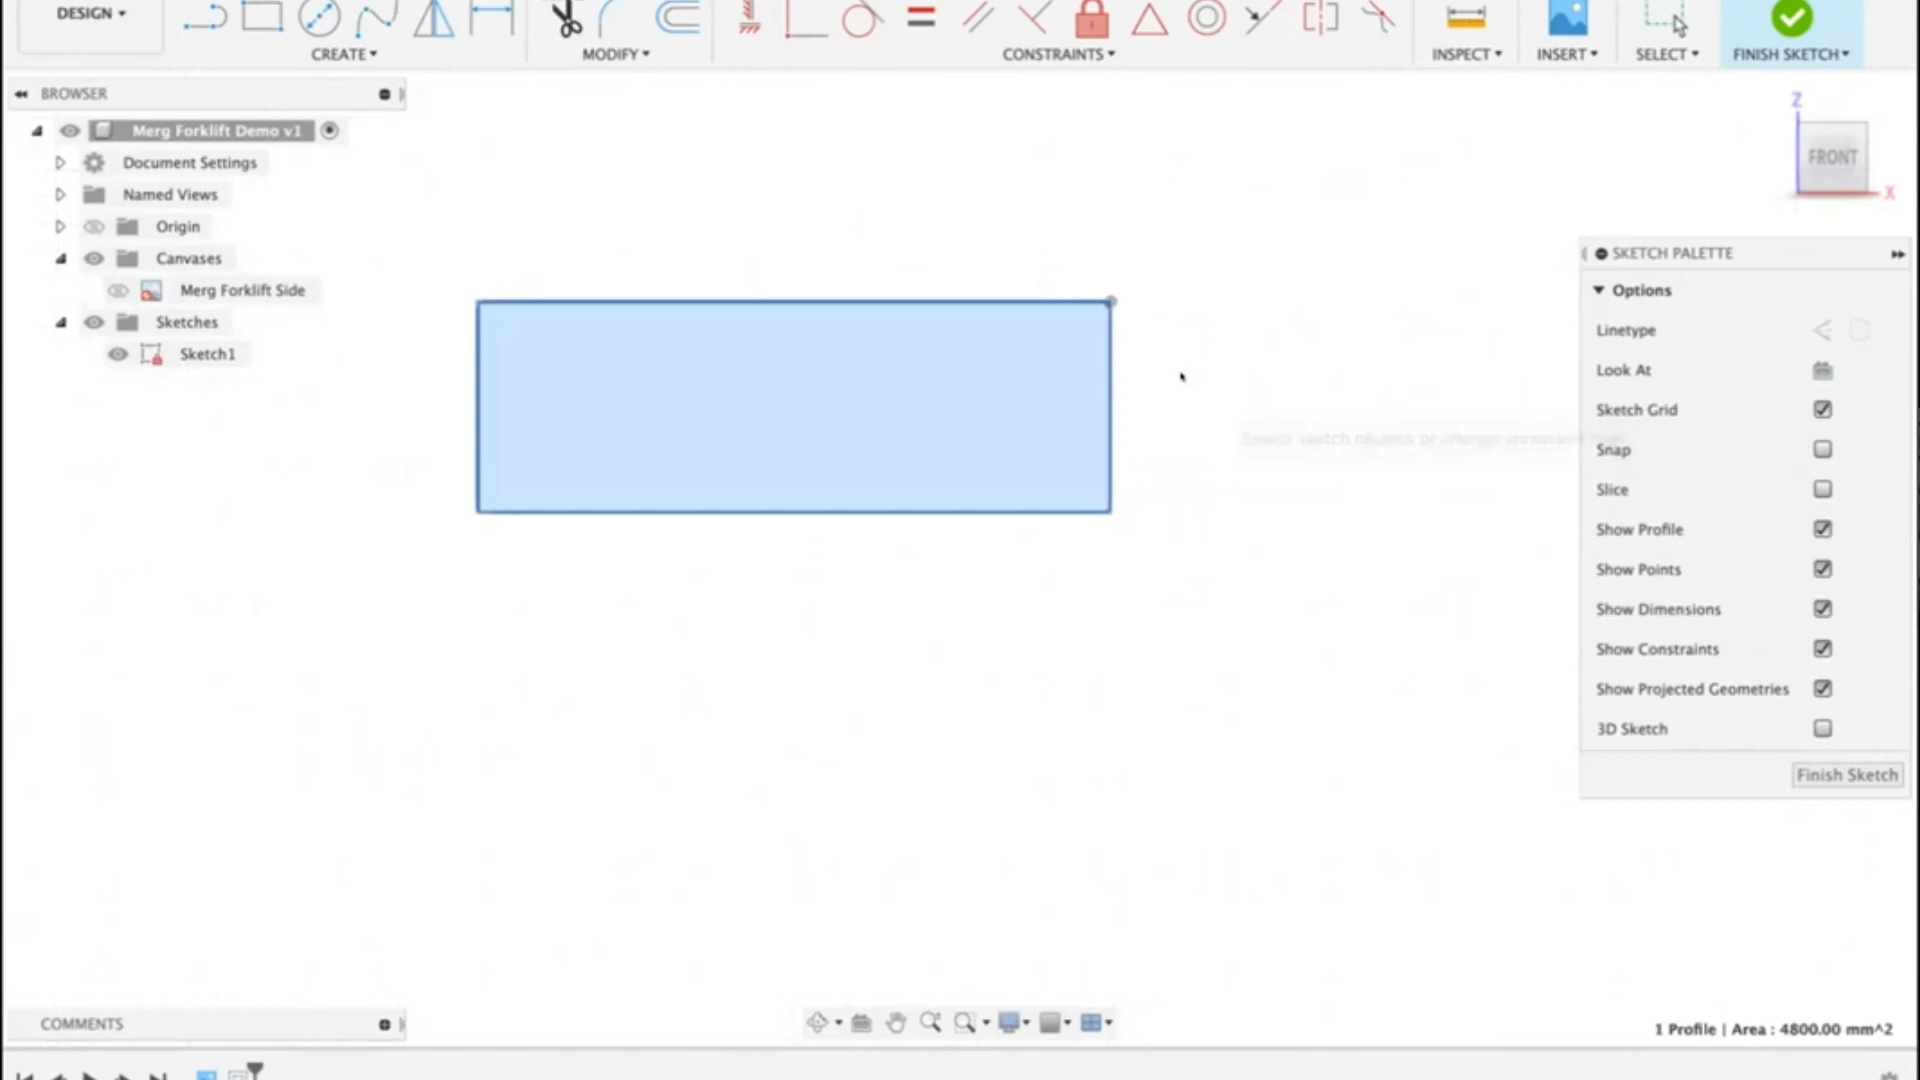 DESIGN
CREATE
MODIFY
CONSTRAINTS
INSPECT
INSERT
SELECT
FINISH SKETCH
BROWSER
Merg Forklift Demo v1
Document Settings
Named Views
Origin
Canvases
Merg Forklift Side
Sketches
Sketch1
Z
FRONT
X
SKETCH PALETTE
Options
Linetype
Look At
Sketch Grid
Snap
Slice
Show Profile
Show Points
Show Dimensions
Show Constraints
Show Projected Geometries
3D Sketch
Finish Sketch
COMMENTS
1 Profile | Area : 4800.00 mm^2